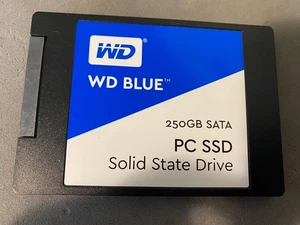 WD
WD BLUE™
250GB SATA
PC SSD
Solid State Drive